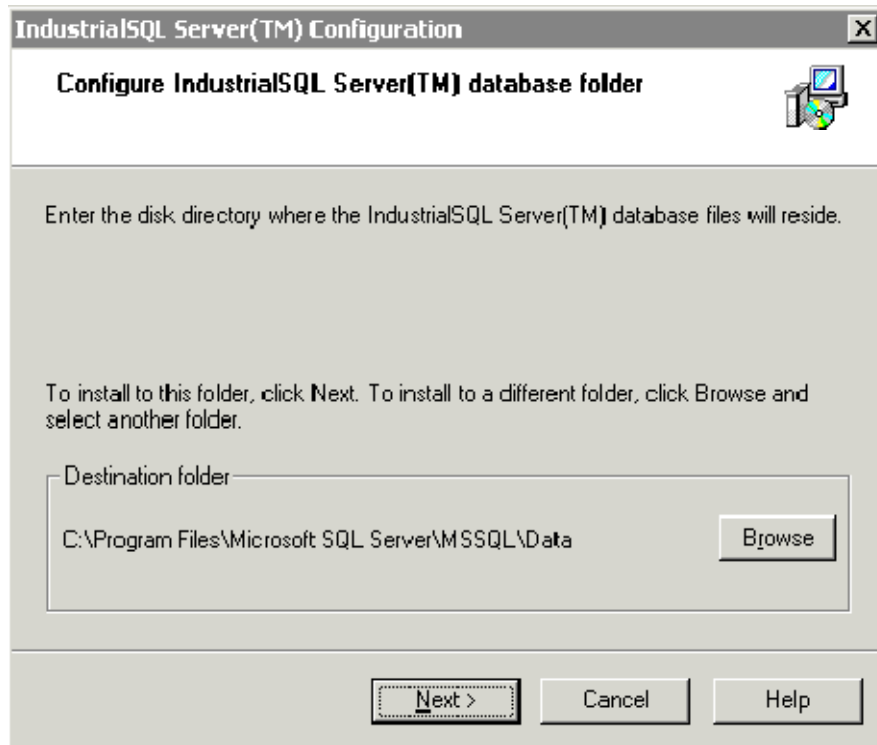 IndustrialSQL Server(TM) Configuration
Configure IndustrialSQL Server(TM) database folder
Enter the disk directory where the IndustrialSQL Server(TM) database files will reside.
To install to this folder, click Next. To install to a different folder, click Browse and
select another folder.
Destination folder
C:\Program Files\Microsoft SQL Server\MSSQL\Data
Browse
Next >
Cancel
Help